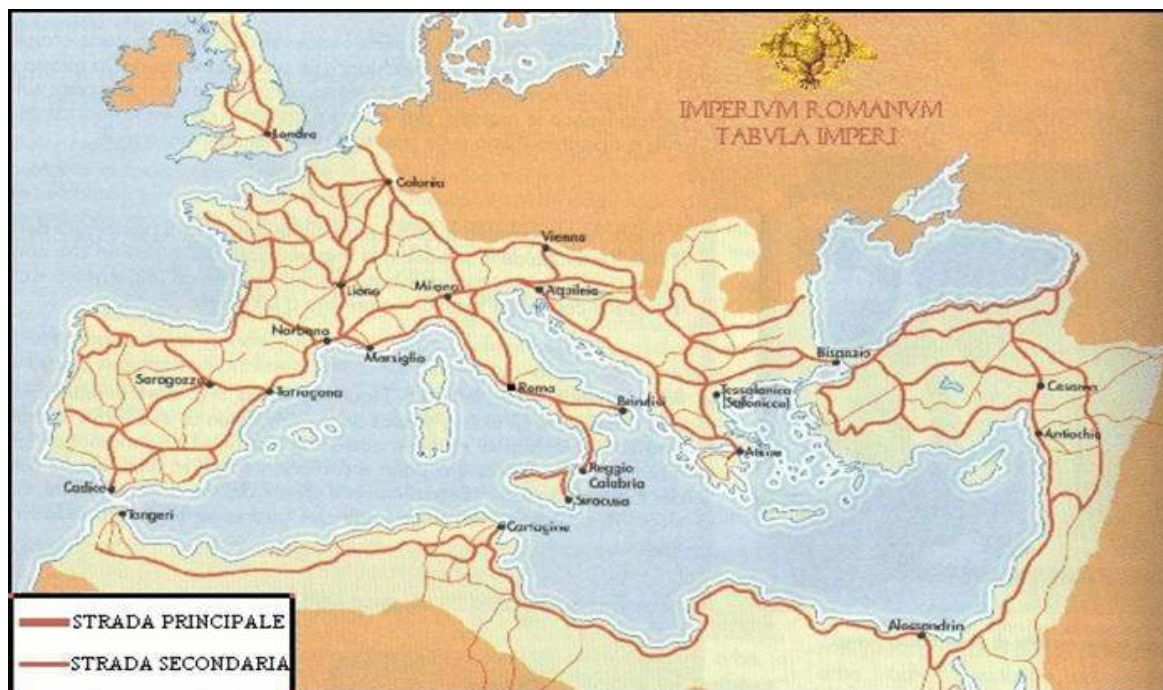 IMPERIVM ROMANVM
TABVLA IMPERI
Londra
Colonia
Vienna
Lione
Milano
Aquileia
Narbona
Marsiglia
Bisanzio
Saragozza
Tarragona
Roma
Brindisi
Tessalonica
[Salonicco]
Cesarea
Antiochia
Atene
Reggio
Calabria
Siracusa
Cadice
Tangeri
Cartagine
Alessandria
STRADA PRINCIPALE
STRADA SECONDARIA